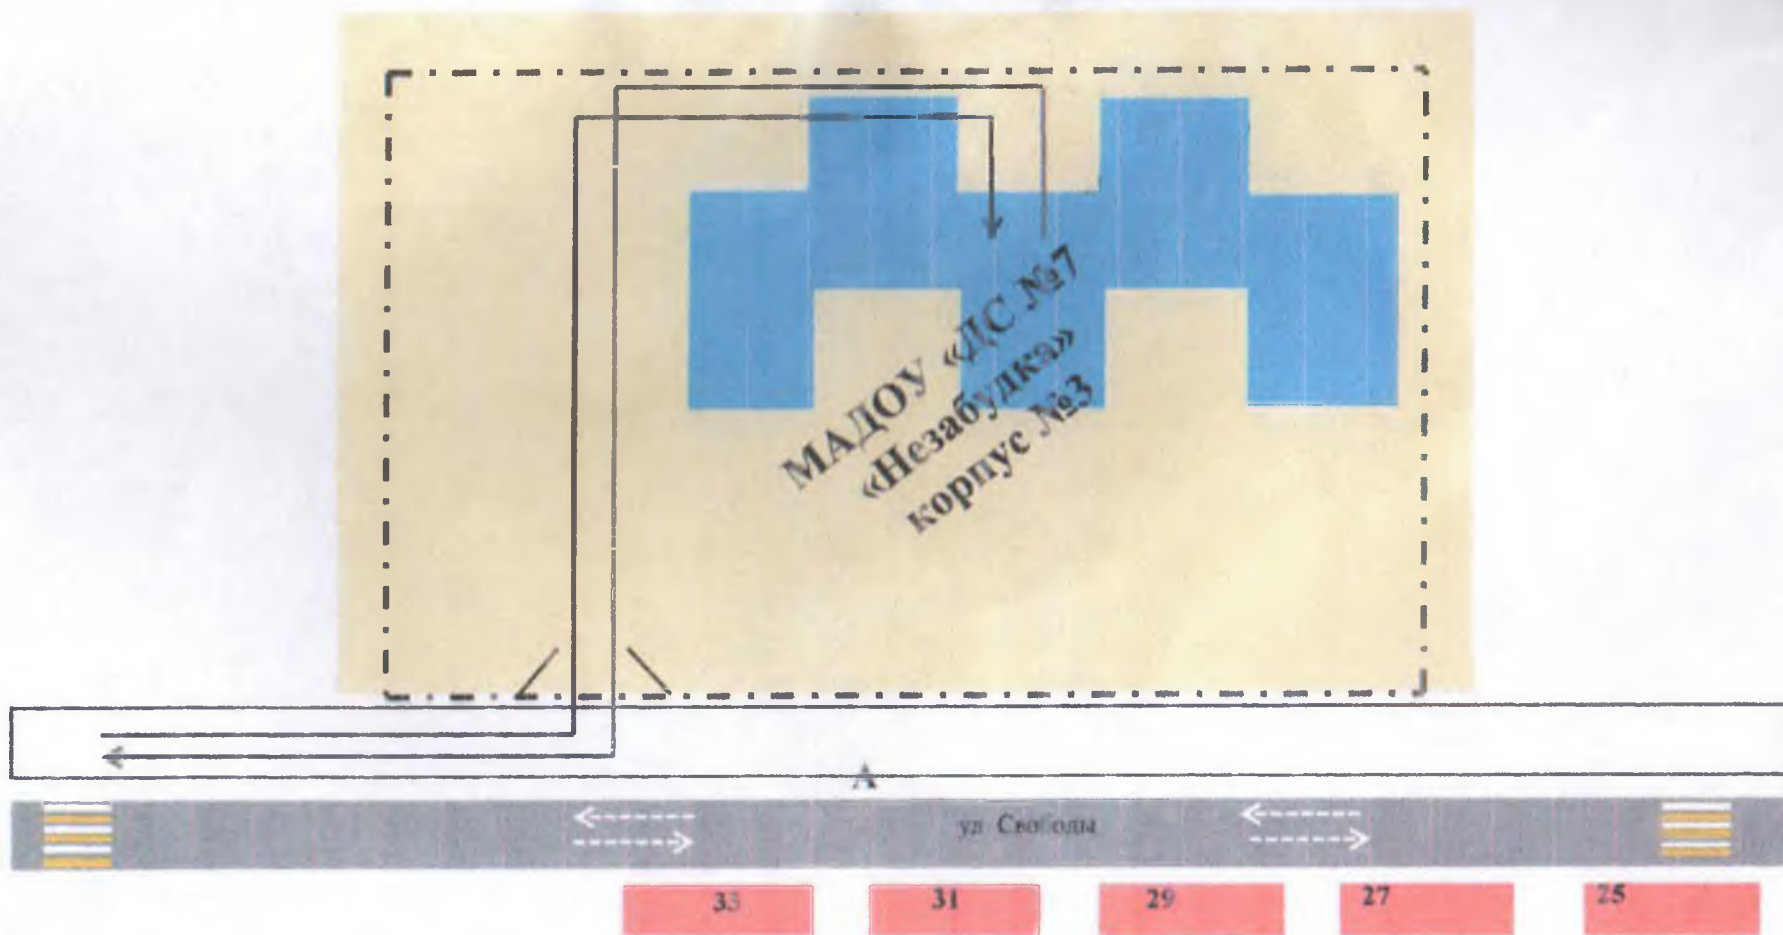 МАДОУ «ДС №7
«Незабудка»
корпус №3
А
ул Свободы
33
31
29
27
25